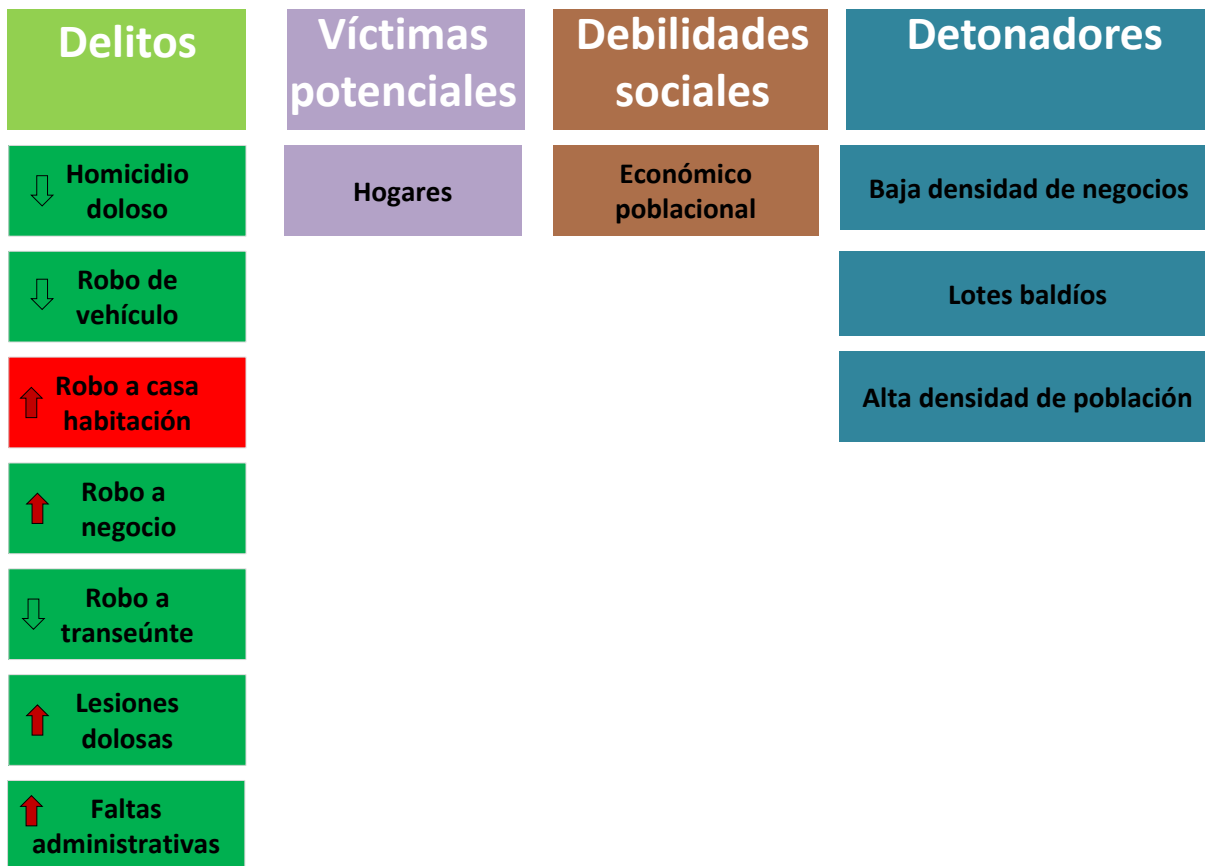 Delitos
Víctimas
potenciales
Debilidades
sociales
Detonadores
Homicidio
doloso
Hogares
Económico
poblacional
Baja densidad de negocios
Robo de
vehículo
Lotes baldíos
Robo a casa
habitación
Alta densidad de población
Robo a
negocio
Robo a
transeúnte
Lesiones
dolosas
Faltas
administrativas